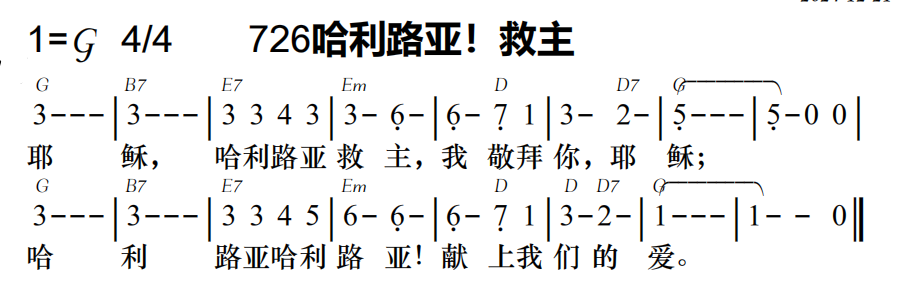 1=G 4/4 726哈利路亚！救主
G B7 E7 Em D D7 G
3--- | 3--- | 3 3 4 3 | 3- 6̣- | 6̣- 7̣ 1 | 3- 2- | 5̣--- | 5̣-0 0 |
耶 稣， 哈利路亚 救 主，我 敬拜 你，耶 稣；
G B7 E7 Em D D D7 G
3--- | 3--- | 3 3 4 5 | 6- 6̣- | 6̣- 7̣ 1 | 3-2- | 1--- | 1-- 0 ‖
哈 利 路亚哈利 路 亚！献 上我 们 的 爱。